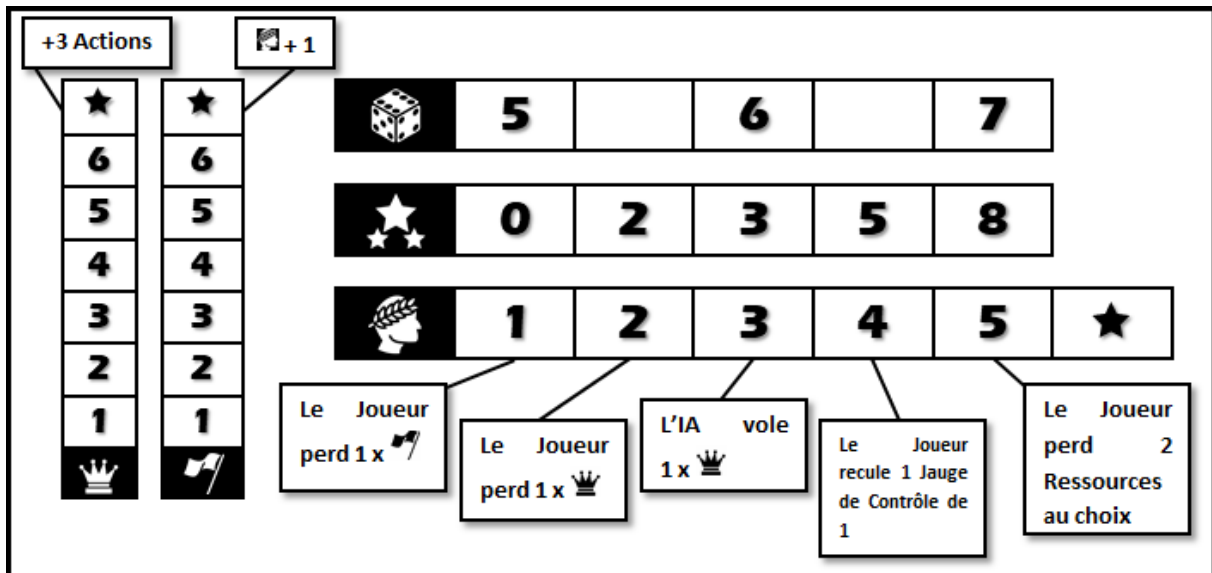 +3 Actions
+ 1
★ ★
6 6
5 5
4 4
3 3
2 2
1 1
5 6 7
0 2 3 5 8
1 2 3 4 5 ★
Le Joueur
perd 1 x
Le Joueur
perd 1 x
L'IA vole
1 x
Le Joueur
recule 1 Jauge
de Contrôle de
1
Le Joueur
perd 2
Ressources
au choix